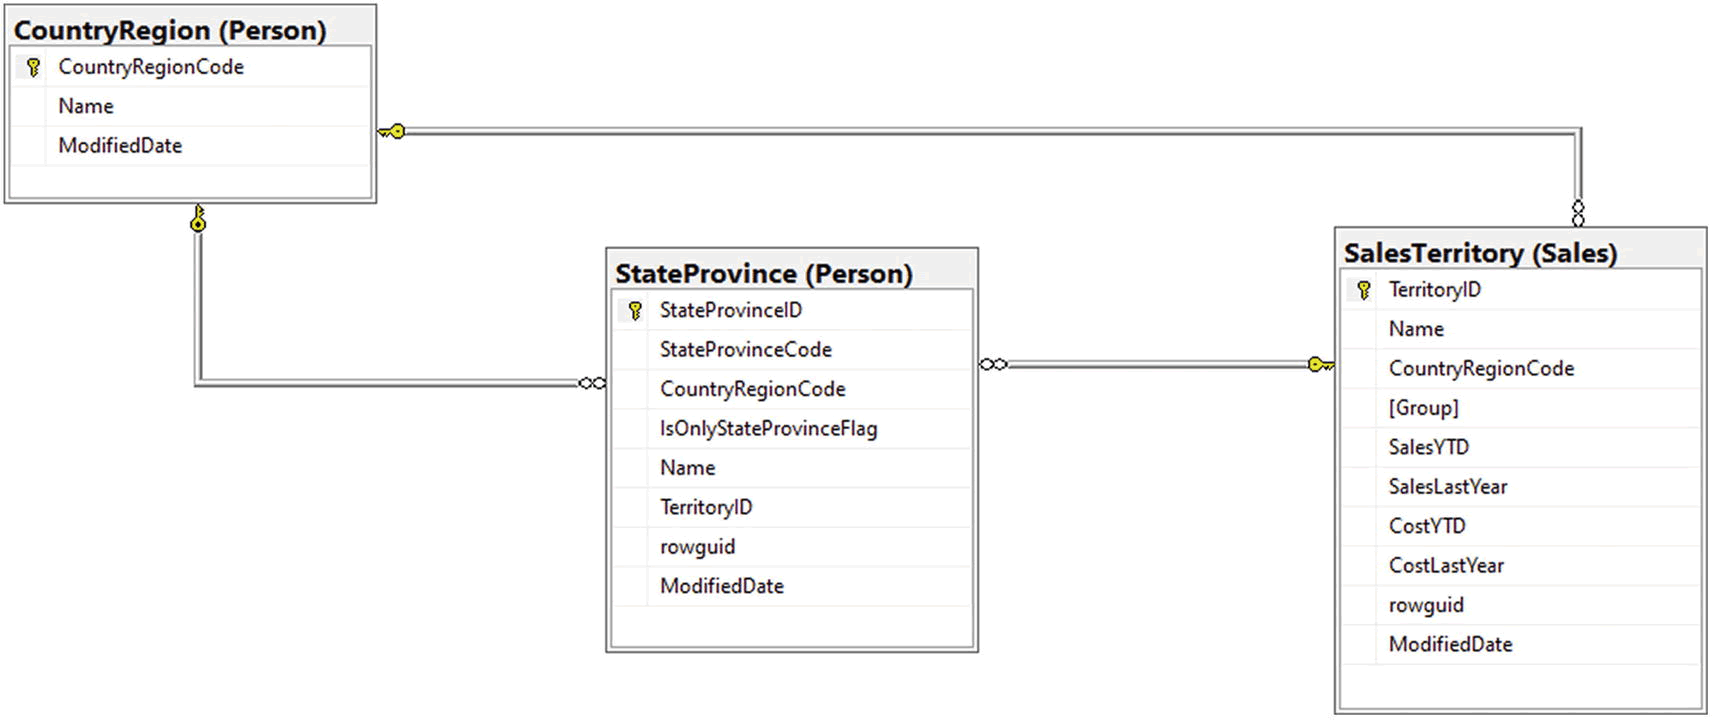 CountryRegion (Person)
CountryRegionCode
Name
ModifiedDate
StateProvince (Person)
StateProvinceID
StateProvinceCode
CountryRegionCode
IsOnlyStateProvinceFlag
Name
TerritoryID
rowguid
ModifiedDate
SalesTerritory (Sales)
TerritoryID
Name
CountryRegionCode
[Group]
SalesYTD
SalesLastYear
CostYTD
CostLastYear
rowguid
ModifiedDate